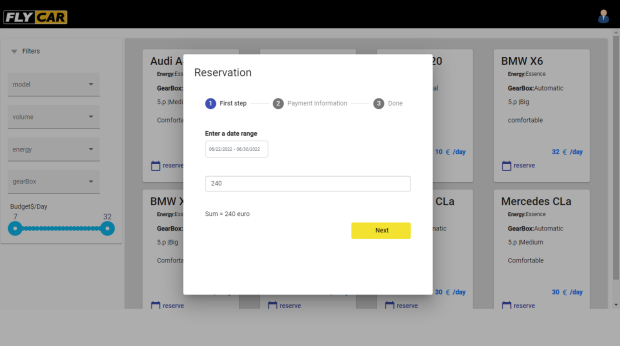 FLY CAR
Filters
model
volume
energy
gearBox
Budget$/Day
7 32
Audi A
Energy:Essence
GearBox:
5.p |Medi
Comforta
reserve
20
al
10 € /day
BMW X6
Energy:Essence
GearBox:Automatic
5.p |Big
comfortable
32 € /day
reserve
Reservation
1 First step
2 Payment Information
3 Done
Enter a date range
06/22/2022 - 06/30/2022
240
Sum = 240 euro
Next
BMW X
Energy:Essence
GearBox:
5.p |Big
Comforta
reserve
reserve
CLa
matic
30 € /day
reserve
Mercedes CLa
Energy:Essence
GearBox:Automatic
5.p |Medium
Comfortable
30 € /day
reserve